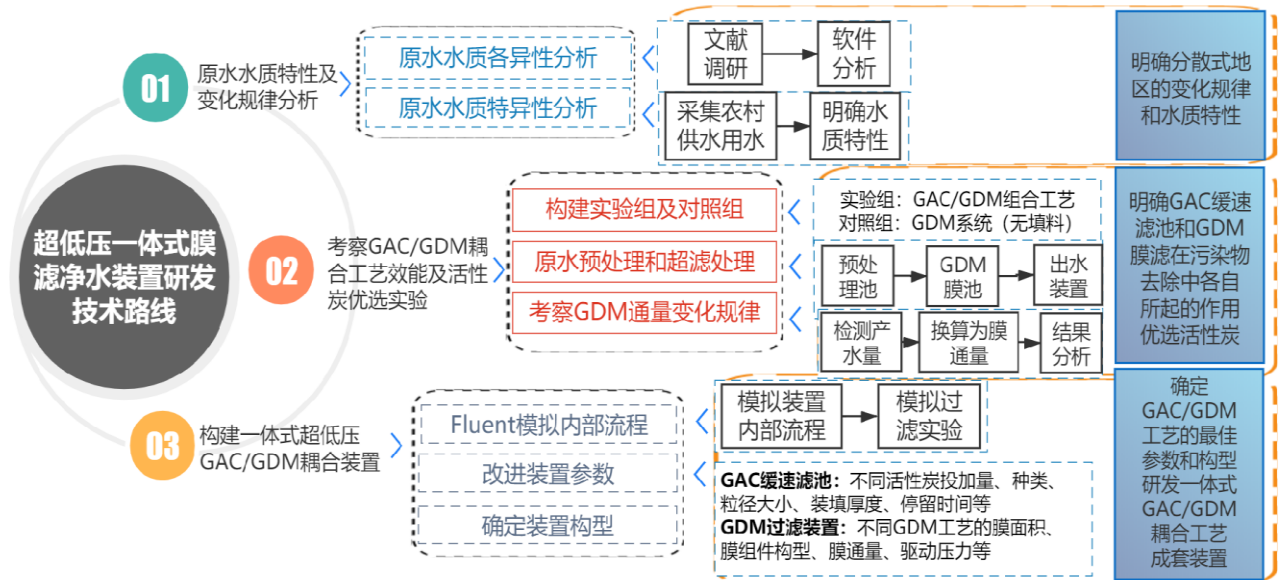 超低压一体式膜
滤净水装置研发
技术路线
01
原水水质特性及
变化规律分析
原水水质各异性分析
原水水质特异性分析
文献
调研
软件
分析
采集农村
供水用水
明确水
质特性
明确分散式地
区的变化规律
和水质特性
02
考察GAC/GDM耦
合工艺效能及活性
炭优选实验
构建实验组及对照组
原水预处理和超滤处理
考察GDM通量变化规律
实验组：GAC/GDM组合工艺
对照组：GDM系统（无填料）
预处
理池
GDM
膜池
出水
装置
检测产
水量
换算为膜
通量
结果
分析
明确GAC缓速
滤池和GDM
膜滤在污染物
去除中各自
所起的作用
优选活性炭
03
构建一体式超低压
GAC/GDM耦合装置
Fluent模拟内部流程
改进装置参数
确定装置构型
模拟装置
内部流程
模拟过
滤实验
GAC缓速滤池：不同活性炭投加量、种类、
粒径大小、装填厚度、停留时间等
GDM过滤装置：不同GDM工艺的膜面积、
膜组件构型、膜通量、驱动压力等
确定
GAC/GDM
工艺的最佳
参数和构型
研发一体式
GAC/GDM
耦合工艺
成套装置